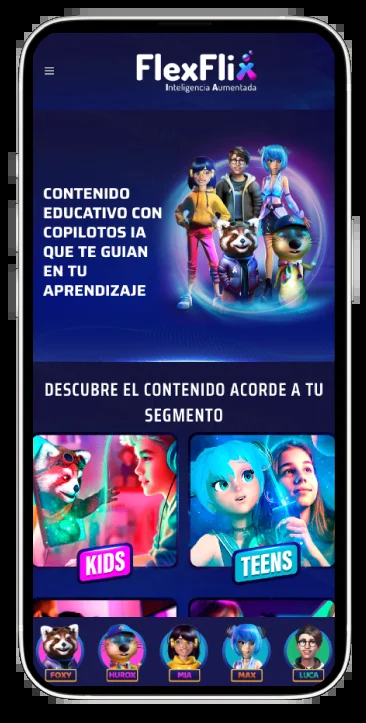 FlexFlix
Inteligencia Aumentada
CONTENIDO
EDUCATIVO CON
COPILOTOS IA
QUE TE GUIAN
EN TU
APRENDIZAJE
DESCUBRE EL CONTENIDO ACORDE A TU
SEGMENTO
KIDS
TEENS
FOXY
HUROX
MIA
MAX
LUCA